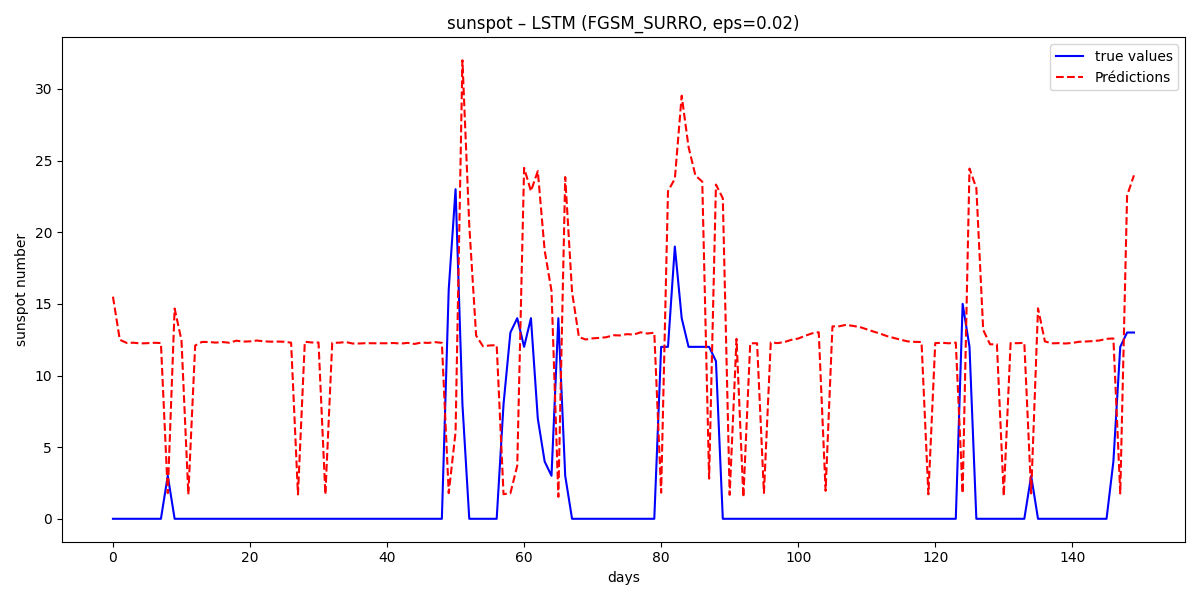 sunspot – LSTM (FGSM_SURRO, eps=0.02)
true values
Prédictions
sunspot number
30
25
20
15
10
5
0
0 20 40 60 80 100 120 140
days